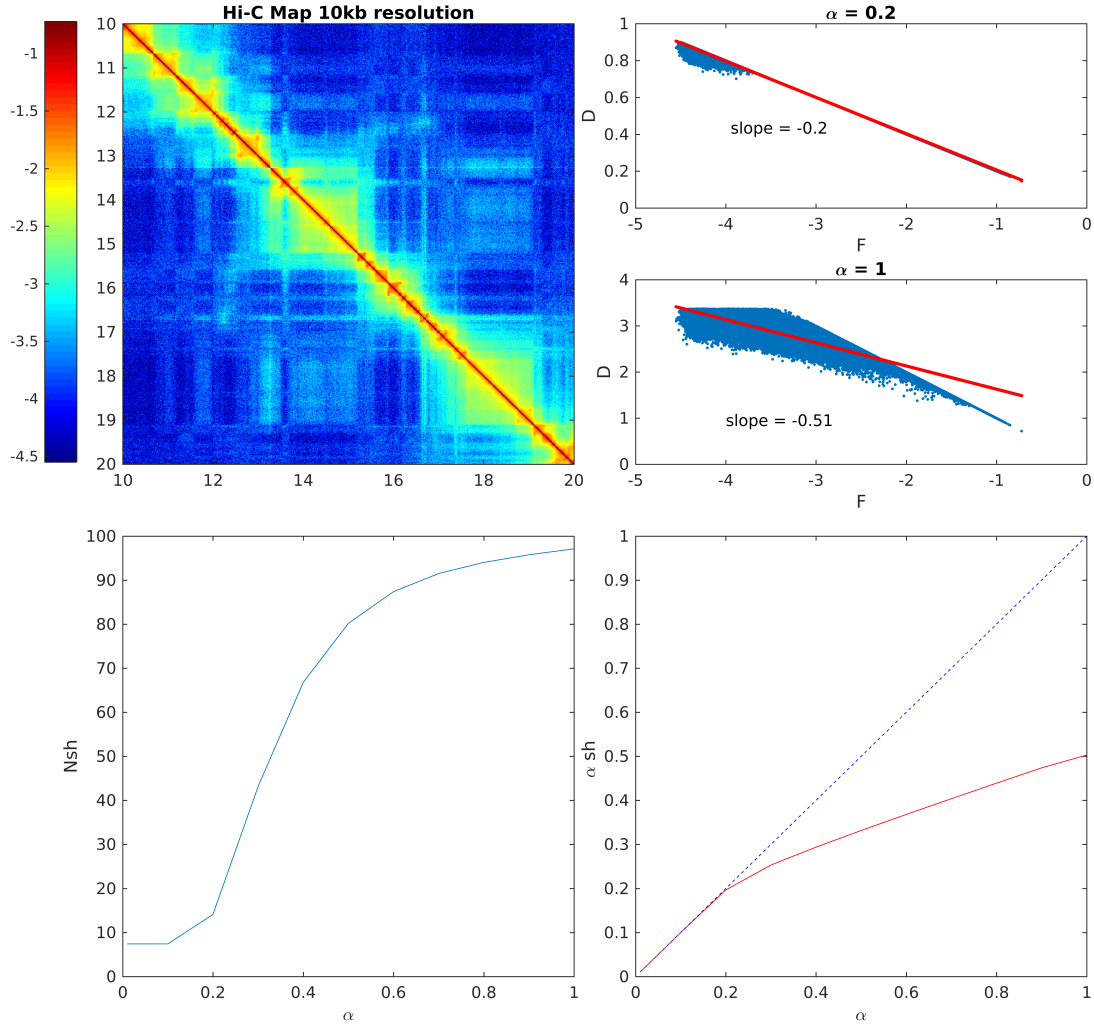 Hi-C Map 10kb resolution
-1
-1.5
-2
-2.5
-3
-3.5
-4
-4.5
10
11
12
13
14
15
16
17
18
19
20
10 12 14 16 18 20
α = 0.2
1
0.8
0.6
0.4
0.2
0
D
slope = -0.2
-5 -4 -3 -2 -1 0
F
α = 1
4
3
2
1
0
D
slope = -0.51
-5 -4 -3 -2 -1 0
F
100
90
80
70
60
50
40
30
20
10
0
Nsh
0 0.2 0.4 0.6 0.8 1
α
1
0.9
0.8
0.7
0.6
0.5
0.4
0.3
0.2
0.1
0
α sh
0 0.2 0.4 0.6 0.8 1
α